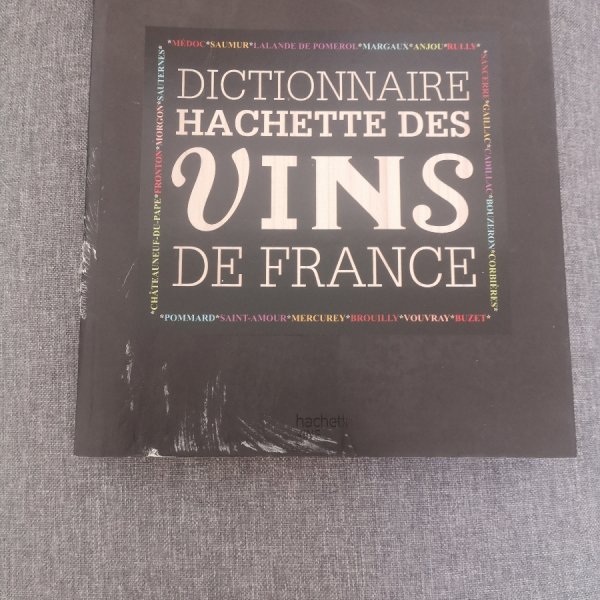 *MÉDOC*SAUMUR*LALANDE DE POMEROL*MARGAUX*ANJOU*RULLY*
*SANCERRE*GAILLAC*CADILLAC*BOUZERON*CORBIÈRES*
*CHÂTEAUNEUF-DU-PAPE*FRONTON*MORGON*SAUTERNES*
DICTIONNAIRE
HACHETTE DES
VINS
DE FRANCE
*POMMARD*SAINT-AMOUR*MERCUREY*BROUILLY*VOUVRAY*BUZET*
hachette